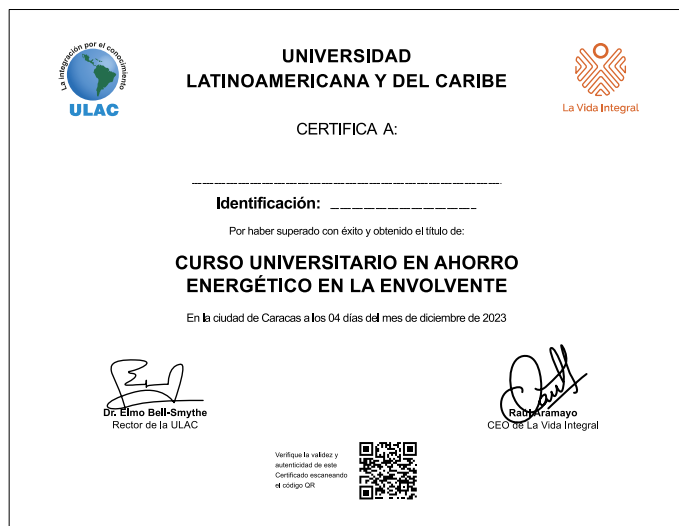 La integración por el conocimiento
ULAC
UNIVERSIDAD
LATINOAMERICANA Y DEL CARIBE
La Vida Integral
CERTIFICA A:
Identificación:
Por haber superado con éxito y obtenido el título de:
CURSO UNIVERSITARIO EN AHORRO
ENERGÉTICO EN LA ENVOLVENTE
En la ciudad de Caracas a los 04 días del mes de diciembre de 2023
Dr. Elmo Bell-Smythe
Rector de la ULAC
Raúl Aramayo
CEO de La Vida Integral
Verifique la validez y
autenticidad de este
Certificado escaneando
el código QR